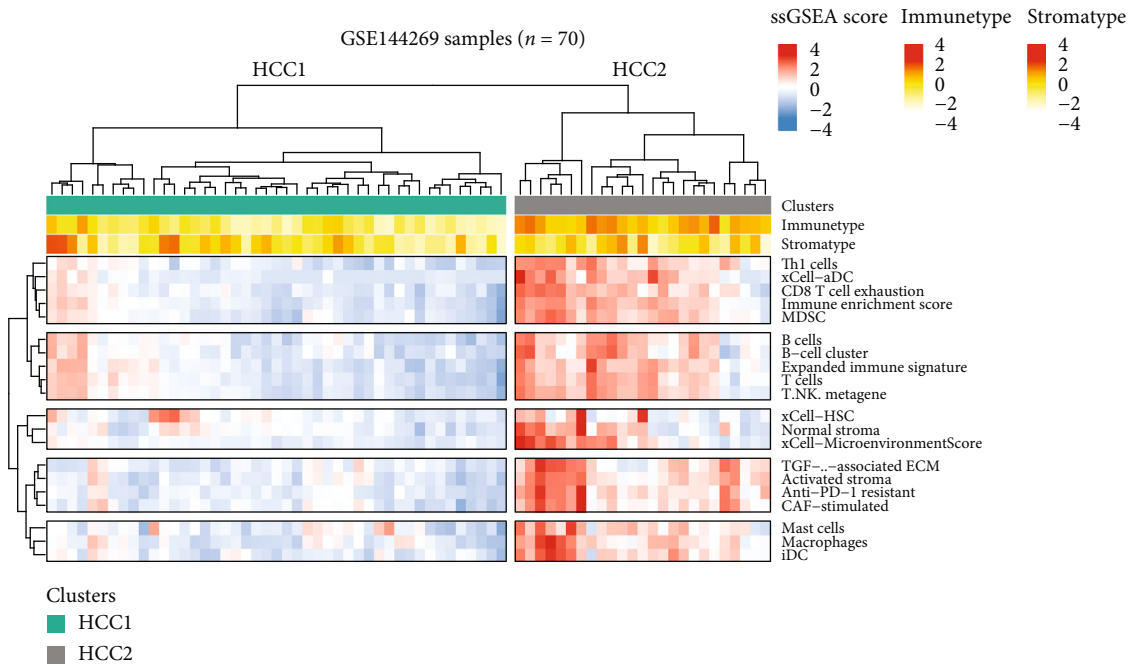 ssGSEA score Immunetype Stromatype
GSE144269 samples (n = 70)
4 4 4
2 2 2
0 0 0
−2 −2 −2
−4 −4 −4
HCC1 HCC2
Clusters
Immunetype
Stromatype
Th1 cells
xCell−aDC
CD8 T cell exhaustion
Immune enrichment score
MDSC
B cells
B−cell cluster
Expanded immune signature
T cells
T.NK. metagene
xCell−HSC
Normal stroma
xCell−MicroenvironmentScore
TGF−..−associated ECM
Activated stroma
Anti−PD−1 resistant
CAF−stimulated
Mast cells
Macrophages
iDC
Clusters
HCC1
HCC2